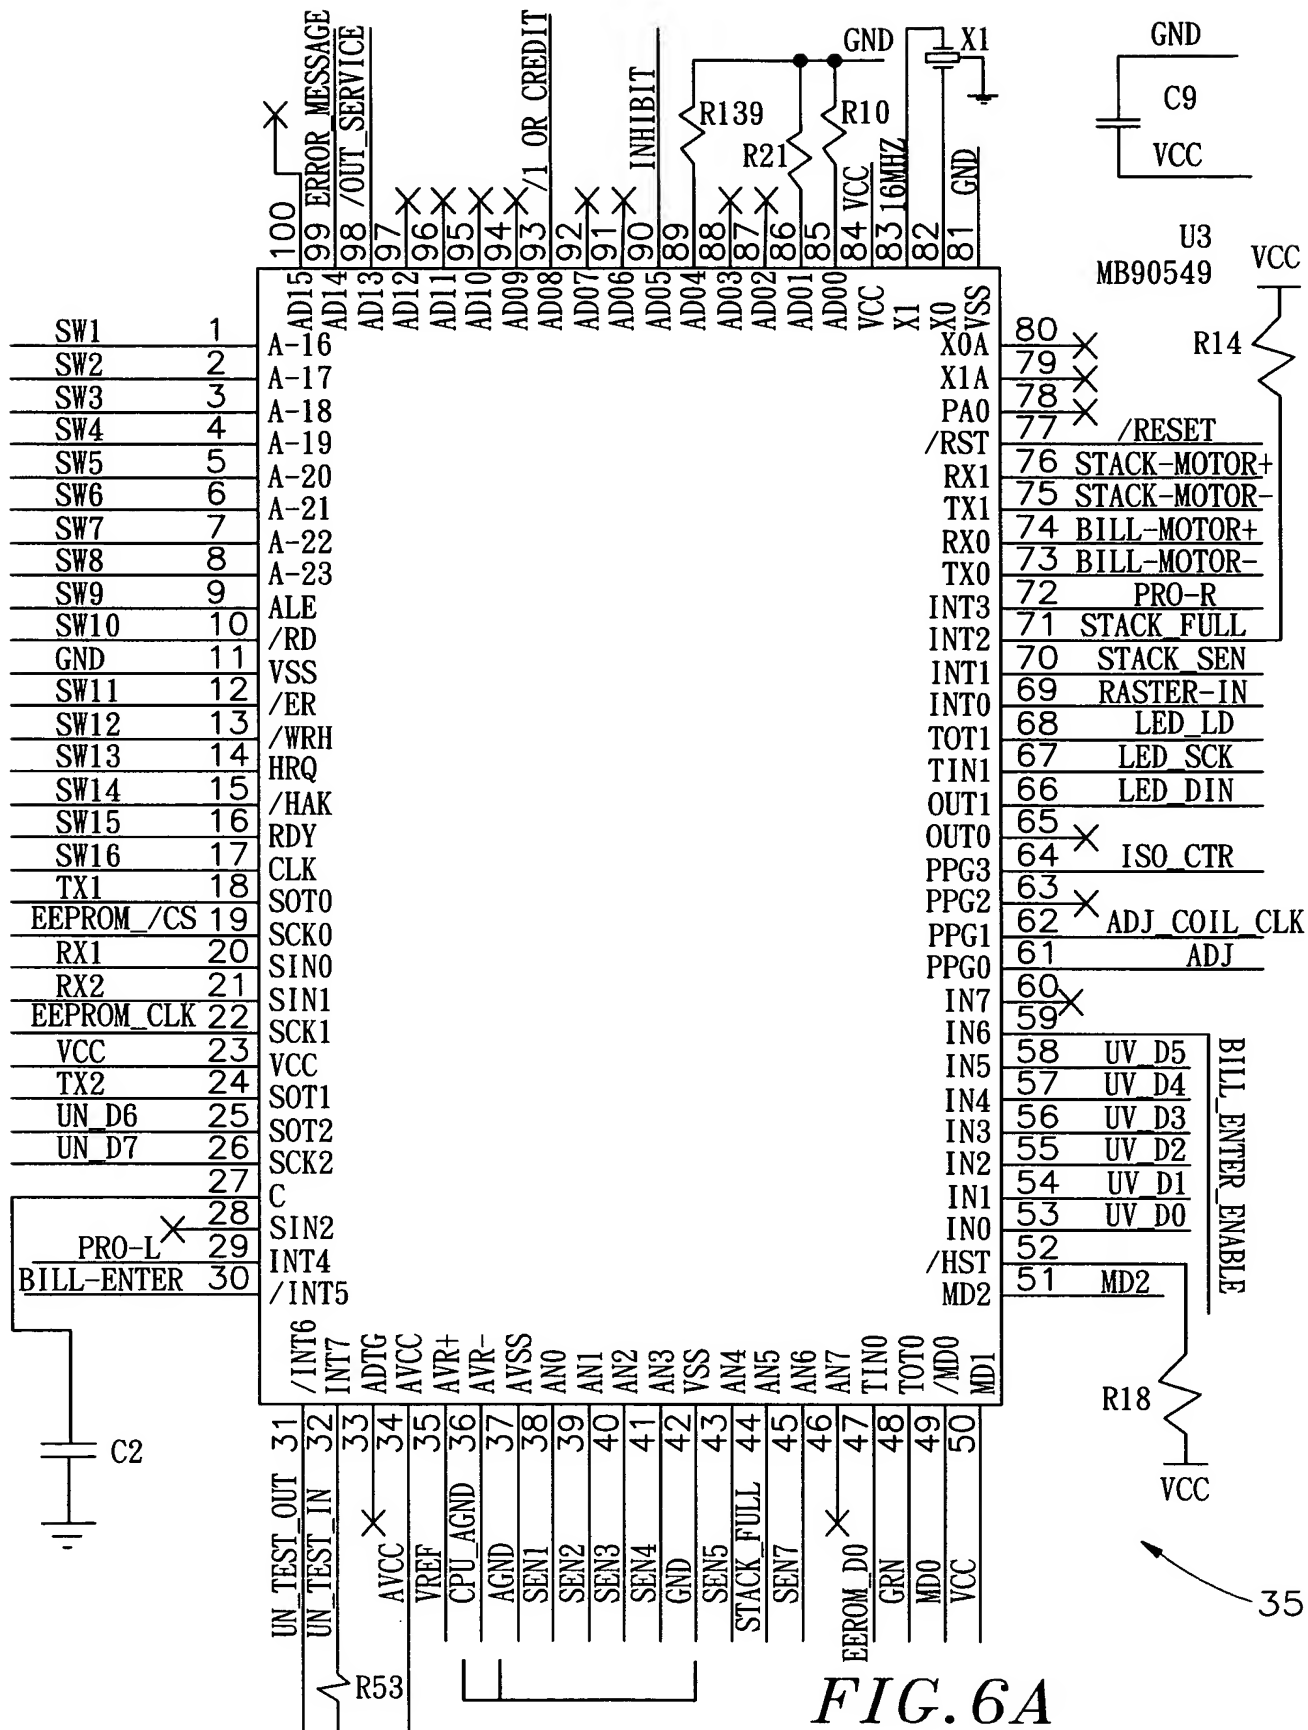 ERROR_MESSAGE
/OUT_SERVICE
/1 OR CREDIT
INHIBIT
GND
X1
GND
C9
VCC
R139
R21
R10
VCC
16MHZ
GND
100 99 98 97 96 95 94 93 92 91 90 89 88 87 86 85 84 83 82 81
AD15 AD14 AD13 AD12 AD11 AD10 AD09 AD08 AD07 AD06 AD05 AD04 AD03 AD02 AD01 AD00 VCC X1 X0 VSS
U3
MB90549
VCC
R14
SW1 1 A-16
SW2 2 A-17
SW3 3 A-18
SW4 4 A-19
SW5 5 A-20
SW6 6 A-21
SW7 7 A-22
SW8 8 A-23
SW9 9 ALE
SW10 10 /RD
GND 11 VSS
SW11 12 /ER
SW12 13 /WRH
SW13 14 HRQ
SW14 15 /HAK
SW15 16 RDY
SW16 17 CLK
TX1 18 SOT0
EEPROM_/CS 19 SCK0
RX1 20 SIN0
RX2 21 SIN1
EEPROM_CLK 22 SCK1
VCC 23 VCC
TX2 24 SOT1
UN_D6 25 SOT2
UN_D7 26 SCK2
27 C
28 SIN2
PRO-L 29 INT4
BILL-ENTER 30 /INT5
X0A 80
X1A 79
PA0 78
/RST 77 /RESET
RX1 76 STACK-MOTOR+
TX1 75 STACK-MOTOR-
RX0 74 BILL-MOTOR+
TX0 73 BILL-MOTOR-
INT3 72 PRO-R
INT2 71 STACK_FULL
INT1 70 STACK_SEN
INT0 69 RASTER-IN
TOT1 68 LED_LD
TIN1 67 LED_SCK
OUT1 66 LED_DIN
OUT0 65
PPG3 64 ISO_CTR
PPG2 63
PPG1 62 ADJ_COIL_CLK
PPG0 61 ADJ
IN7 60
IN6 59
IN5 58 UV_D5
IN4 57 UV_D4
IN3 56 UV_D3
IN2 55 UV_D2
IN1 54 UV_D1
IN0 53 UV_D0
/HST 52
MD2 51 MD2
BILL_ENTER_ENABLE
/INT6 INT7 ADTG AVCC AVR+ AVR- AVSS AN0 AN1 AN2 AN3 VSS AN4 AN5 AN6 AN7 TIN0 TOT0 /MD0 MD1
31 32 33 34 35 36 37 38 39 40 41 42 43 44 45 46 47 48 49 50
UN_TEST_OUT
UN_TEST_IN
AVCC
VREF
CPU_AGND
AGND
SEN1
SEN2
SEN3
SEN4
GND
SEN5
STACK_FULL
SEN7
EEROM_D0
GRN
MD0
VCC
C2
R18
VCC
R53
35
FIG.6A